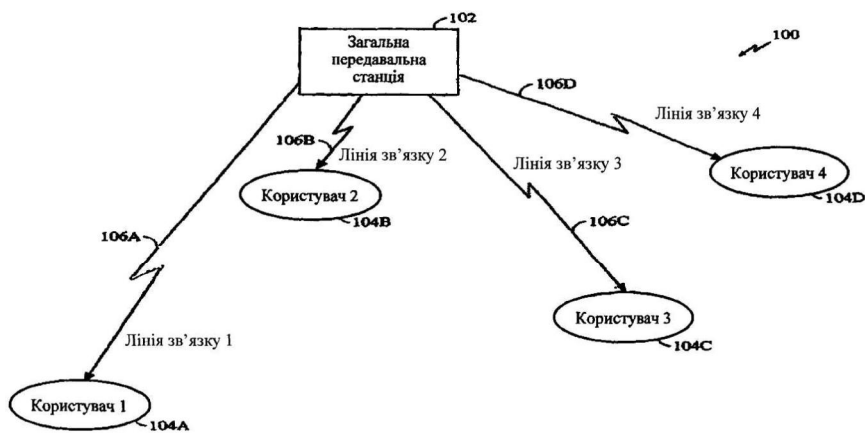 102
100
Загальна
передавальна
станція
106D
Лінія зв'язку 4
106B
Лінія зв'язку 2
Лінія зв'язку 3
Користувач 4
104D
Користувач 2
104B
106A
106C
Користувач 3
104C
Лінія зв'язку 1
Користувач 1
104A